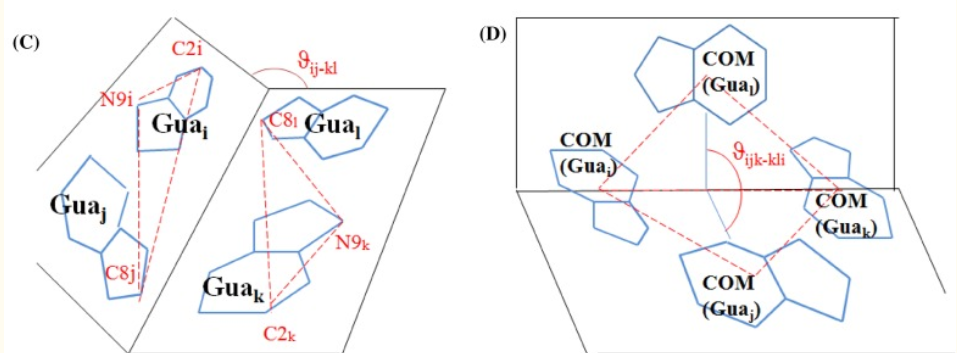 (C)
C2i
ϑij-kl
N9i
Guai
C8l Gual
Guaj
N9k
C8j
Guak
C2k
(D)
COM
(Gual)
COM
(Guai)
ϑijk-kli
COM
(Guak)
COM
(Guaj)